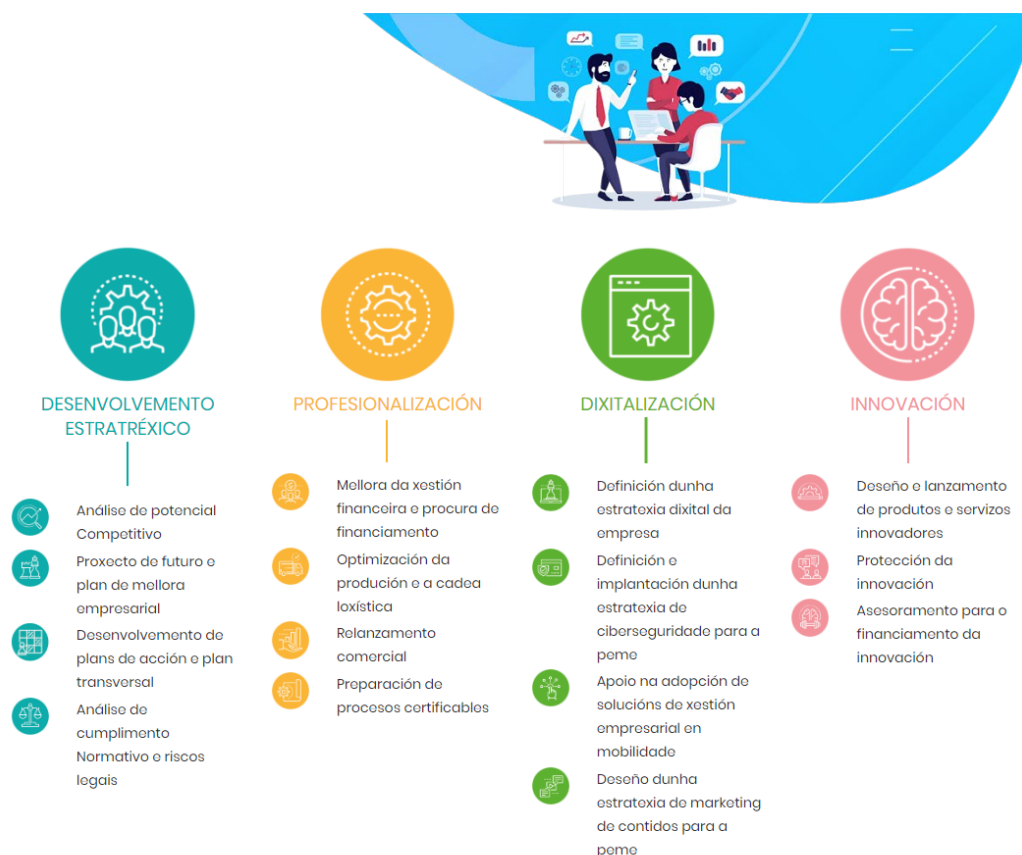 DESENVOLVEMENTO
ESTRATRÉXICO
Análise de potencial
Competitivo
Proxecto de futuro e
plan de mellora
empresarial
Desenvolvemento de
plans de acción e plan
transversal
Análise de
cumplimento
Normativo e riscos
legais
PROFESIONALIZACIÓN
Mellora da xestión
financeira e procura de
financiamento
Optimización da
produción e a cadea
loxística
Relanzamento
comercial
Preparación de
procesos certificables
DIXITALIZACIÓN
Definición dunha
estratexia dixital da
empresa
Definición e
implantación dunha
estratexia de
ciberseguridade para a
peme
Apoio na adopción de
solucións de xestión
empresarial en
mobilidade
Deseño dunha
estratexia de marketing
de contidos para a
peme
INNOVACIÓN
Deseño e lanzamento
de produtos e servizos
innovadores
Protección da
innovación
Asesoramento para o
financiamento da
innovación